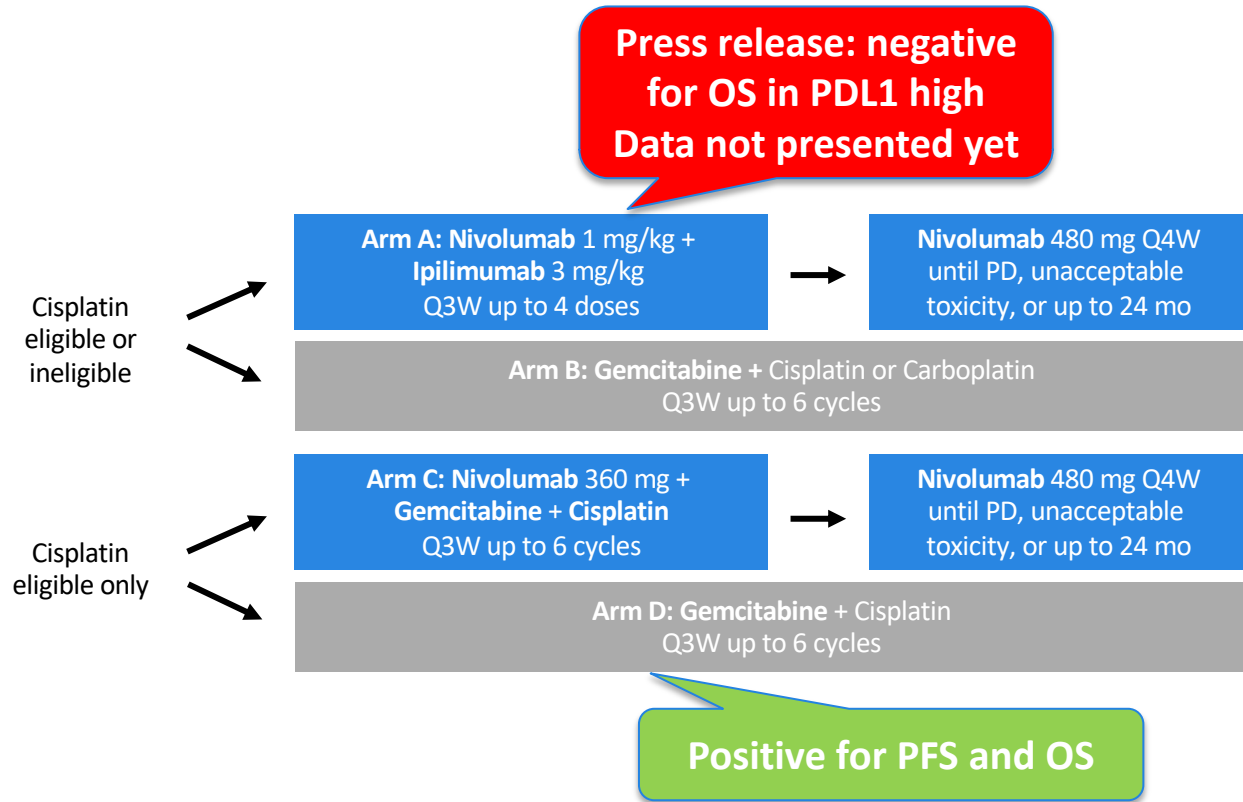 Press release: negative
for OS in PDL1 high
Data not presented yet
Cisplatin
eligible or
ineligible
Arm A: Nivolumab 1 mg/kg +
Ipilimumab 3 mg/kg
Q3W up to 4 doses
Nivolumab 480 mg Q4W
until PD, unacceptable
toxicity, or up to 24 mo
Arm B: Gemcitabine + Cisplatin or Carboplatin
Q3W up to 6 cycles
Cisplatin
eligible only
Arm C: Nivolumab 360 mg +
Gemcitabine + Cisplatin
Q3W up to 6 cycles
Nivolumab 480 mg Q4W
until PD, unacceptable
toxicity, or up to 24 mo
Arm D: Gemcitabine + Cisplatin
Q3W up to 6 cycles
Positive for PFS and OS